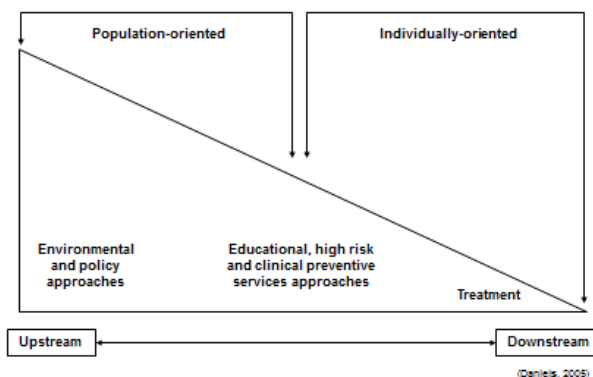 Population-oriented
Individually-oriented
Environmental
and policy
approaches
Educational, high risk
and clinical preventive
services approaches
Treatment
Upstream
Downstream
(Daniels, 2005)